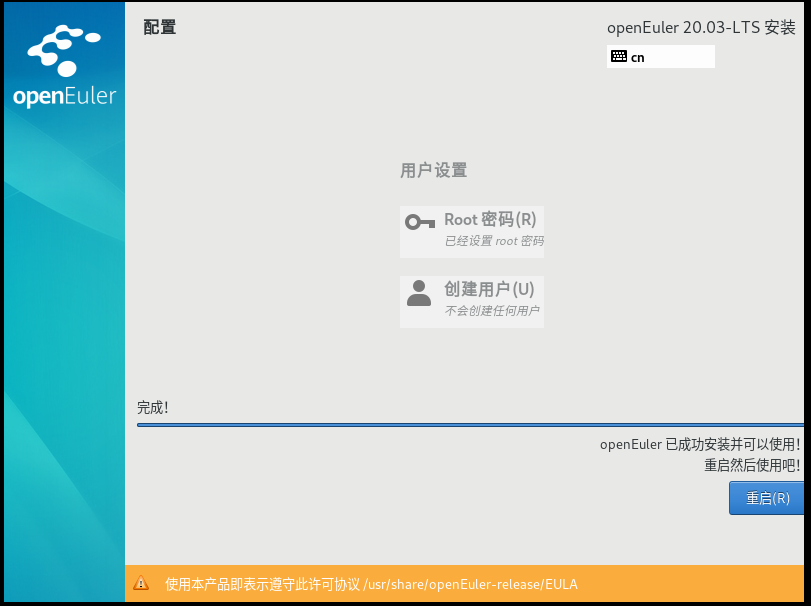 openEuler
配置
openEuler 20.03-LTS 安装
cn
用户设置
Root 密码(R)
已经设置 root 密码
创建用户(U)
不会创建任何用户
完成!
openEuler 已成功安装并可以使用!
重启然后使用吧!
重启(R)
使用本产品即表示遵守此许可协议 /usr/share/openEuler-release/EULA